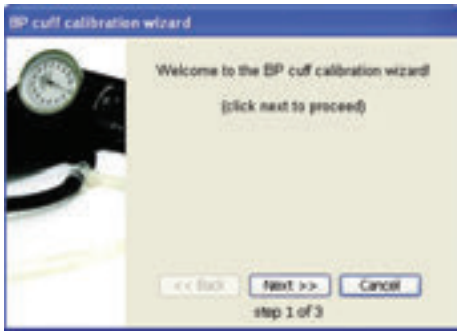 BP cuff calibration wizard
Welcome to the BP cuff calibration wizard!
(click next to proceed)
<< Back Next >> Cancel
step 1 of 3